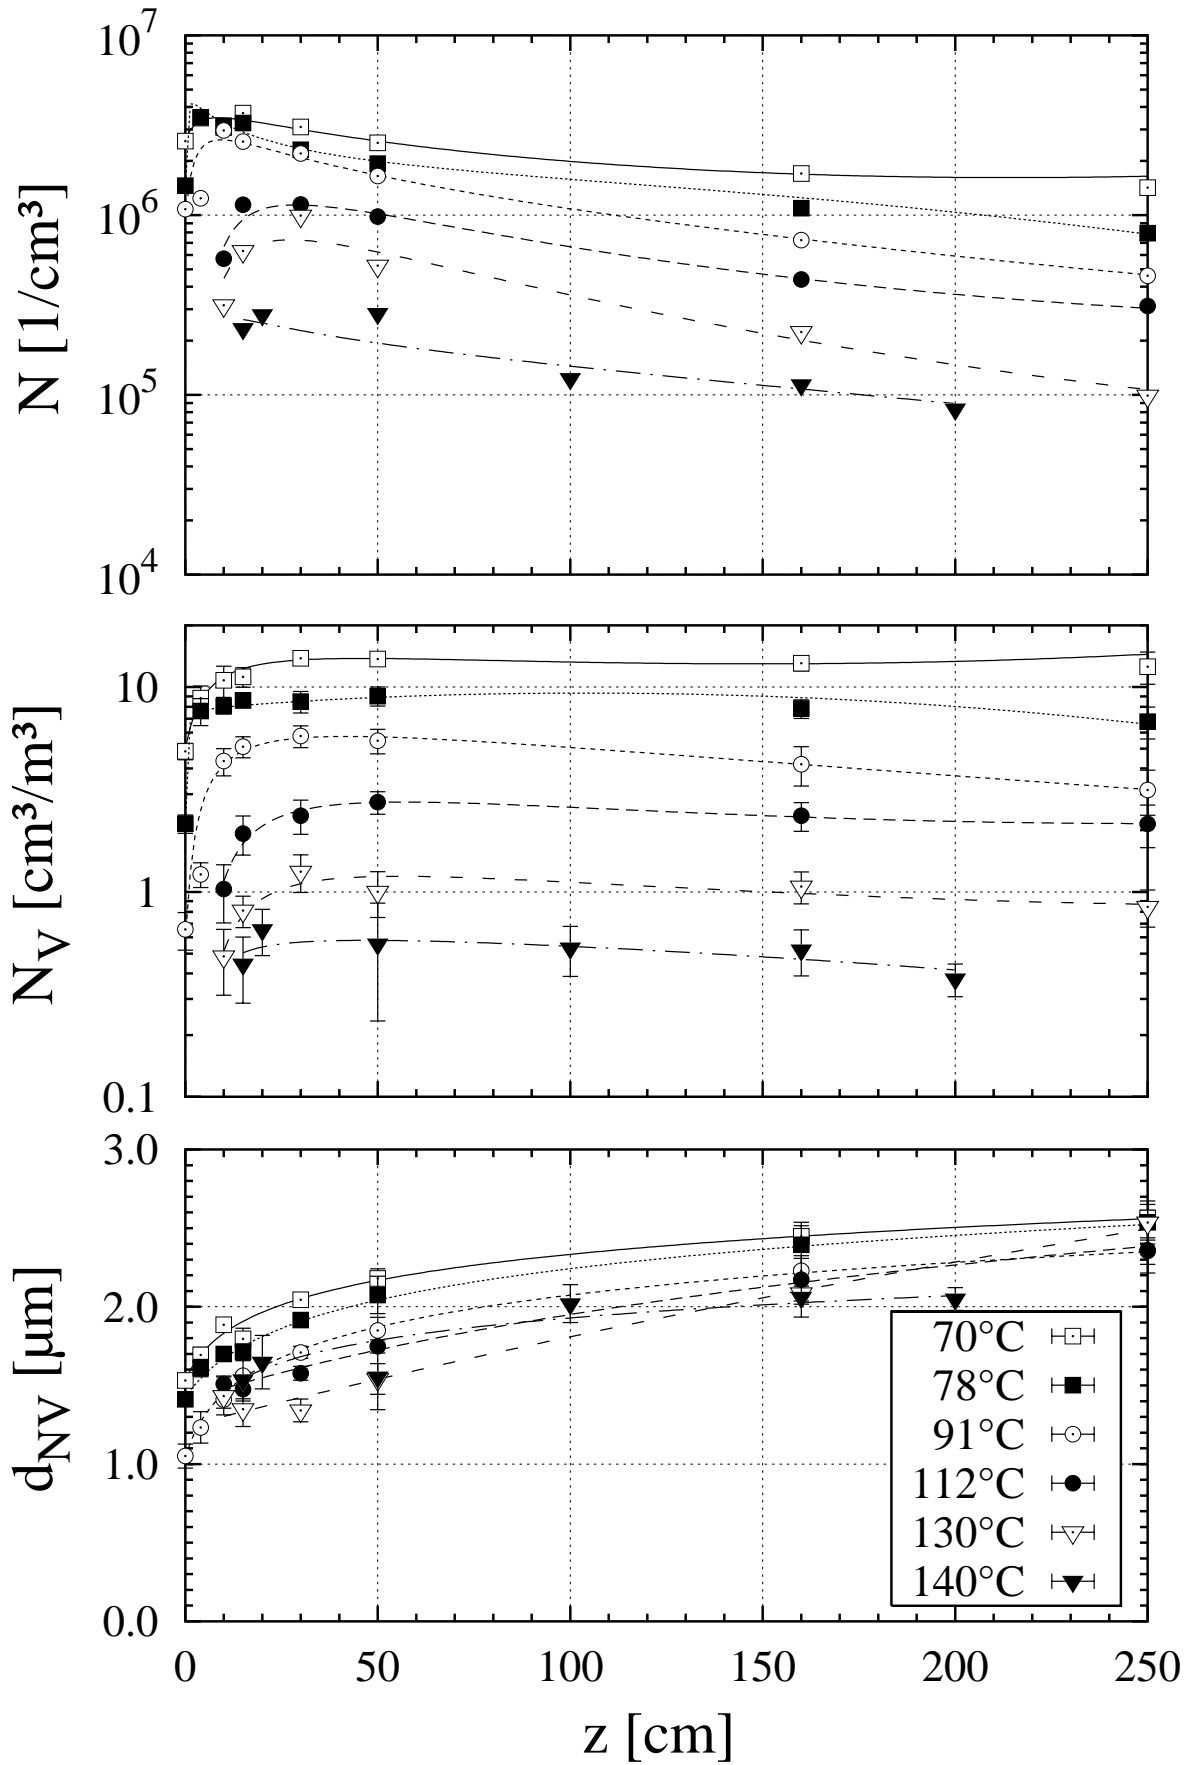 10⁷
10⁶
10⁵
10⁴
N [1/cm³]
10
1
0.1
N_V [cm³/m³]
3.0
2.0
1.0
0.0
d_NV [µm]
70°C
78°C
91°C
112°C
130°C
140°C
0 50 100 150 200 250
z [cm]